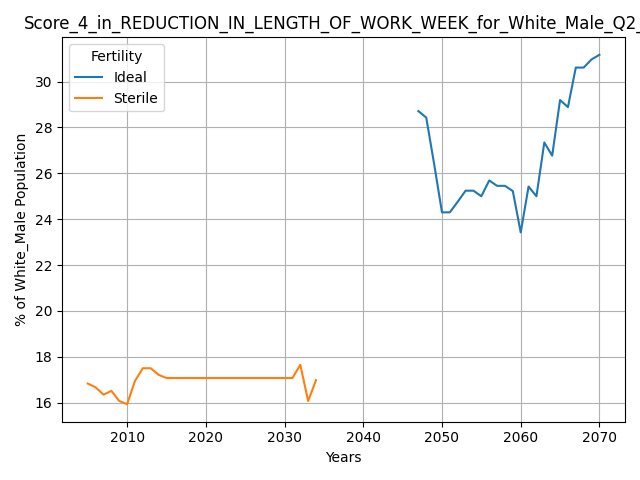 Score_4_in_REDUCTION_IN_LENGTH_OF_WORK_WEEK_for_White_Male_Q2_
Fertility
Ideal
Sterile
% of White_Male Population
30
28
26
24
22
20
18
16
2010 2020 2030 2040 2050 2060 2070
Years